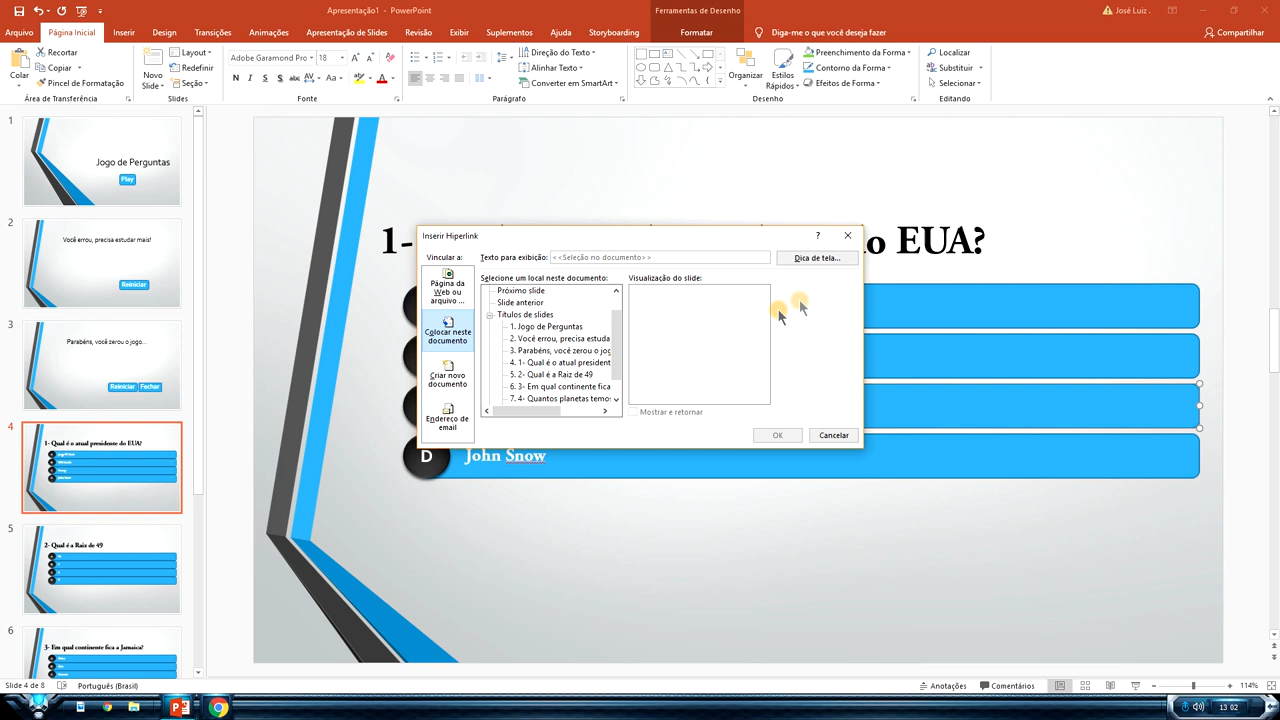 Apresentação1 - PowerPoint
Ferramentas de Desenho
José Luiz .
Arquivo
Página Inicial
Inserir
Design
Transições
Animações
Apresentação de Slides
Revisão
Exibir
Suplementos
Ajuda
Storyboarding
Formatar
Diga-me o que você deseja fazer
Compartilhar
Colar
Recortar
Copiar
Pincel de Formatação
Área de Transferência
Novo
Slide
Layout
Redefinir
Seção
Slides
Adobe Garamond Pro
18
N I S S abc AV Aa
Fonte
Direção do Texto
Alinhar Texto
Converter em SmartArt
Parágrafo
Organizar
Estilos
Rápidos
Preenchimento da Forma
Contorno da Forma
Efeitos de Forma
Desenho
Localizar
Substituir
Selecionar
Editando
1
Jogo de Perguntas
Play
2
Você errou, precisa estudar mais!
Reiniciar
3
Parabéns, você zerou o jogo...
Reiniciar
Fechar
4
1- Qual é o atual presidente do EUA?
5
2- Qual é a Raiz de 49
6
3- Em qual continente fica a Jamaica?
1-
o EUA?
D
John Snow
Inserir Hiperlink
?
Vincular a:
Texto para exibição:
<<Seleção no documento>>
Dica de tela...
Página da
Web ou
arquivo ...
Colocar neste
documento
Criar novo
documento
Endereço de
email
Selecione um local neste documento:
Próximo slide
Slide anterior
Títulos de slides
1. Jogo de Perguntas
2. Você errou, precisa estuda
3. Parabéns, você zerou o jog
4. 1- Qual é o atual president
5. 2- Qual é a Raiz de 49
6. 3- Em qual continente fica
7. 4- Quantos planetas temos
Visualização do slide:
Mostrar e retornar
OK
Cancelar
Slide 4 de 8
Português (Brasil)
Anotações
Comentários
114%
13 02